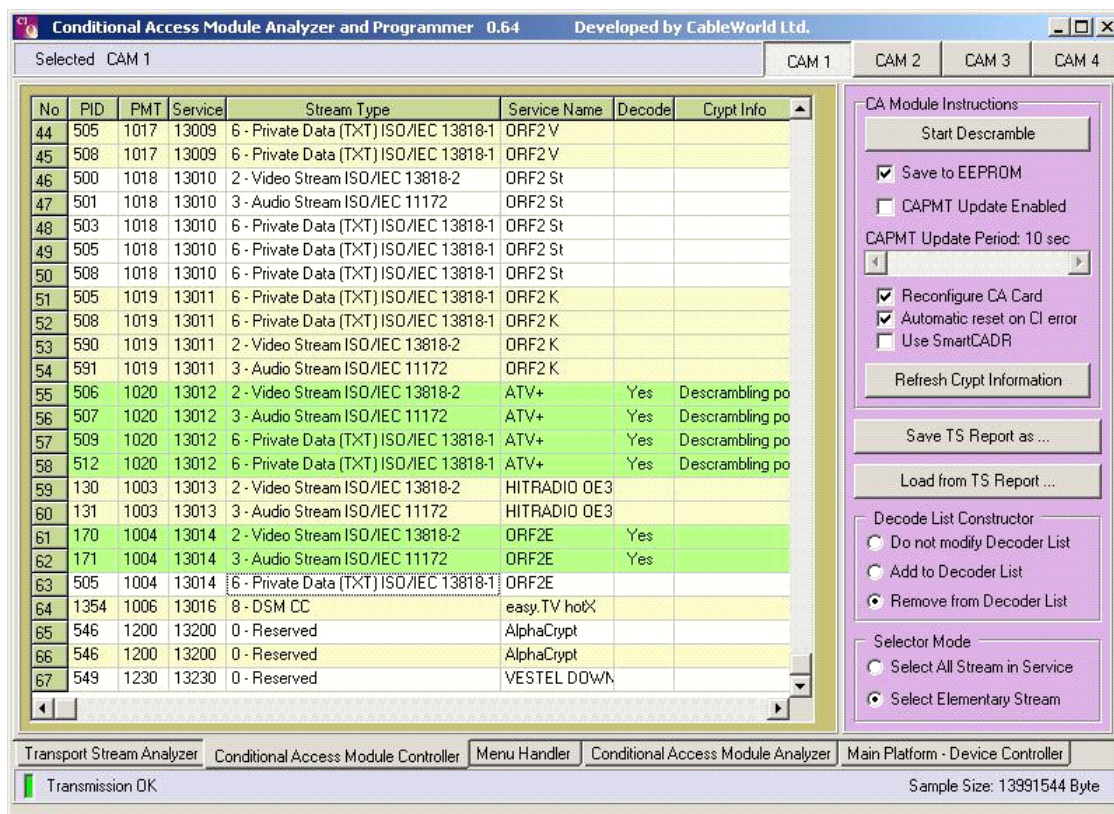 CI
Conditional Access Module Analyzer and Programmer 0.64 Developed by CableWorld Ltd.
Selected CAM 1
CAM 1 CAM 2 CAM 3 CAM 4
No PID PMT Service Stream Type Service Name Decode Crypt Info
44 505 1017 13009 6 - Private Data (TXT) ISO/IEC 13818-1 ORF2 V
45 508 1017 13009 6 - Private Data (TXT) ISO/IEC 13818-1 ORF2 V
46 500 1018 13010 2 - Video Stream ISO/IEC 13818-2 ORF2 St
47 501 1018 13010 3 - Audio Stream ISO/IEC 11172 ORF2 St
48 503 1018 13010 6 - Private Data (TXT) ISO/IEC 13818-1 ORF2 St
49 505 1018 13010 6 - Private Data (TXT) ISO/IEC 13818-1 ORF2 St
50 508 1018 13010 6 - Private Data (TXT) ISO/IEC 13818-1 ORF2 St
51 505 1019 13011 6 - Private Data (TXT) ISO/IEC 13818-1 ORF2 K
52 508 1019 13011 6 - Private Data (TXT) ISO/IEC 13818-1 ORF2 K
53 590 1019 13011 2 - Video Stream ISO/IEC 13818-2 ORF2 K
54 591 1019 13011 3 - Audio Stream ISO/IEC 11172 ORF2 K
55 506 1020 13012 2 - Video Stream ISO/IEC 13818-2 ATV+ Yes Descrambling po
56 507 1020 13012 3 - Audio Stream ISO/IEC 11172 ATV+ Yes Descrambling po
57 509 1020 13012 6 - Private Data (TXT) ISO/IEC 13818-1 ATV+ Yes Descrambling po
58 512 1020 13012 6 - Private Data (TXT) ISO/IEC 13818-1 ATV+ Yes Descrambling po
59 130 1003 13013 2 - Video Stream ISO/IEC 13818-2 HITRADIO OE3
60 131 1003 13013 3 - Audio Stream ISO/IEC 11172 HITRADIO OE3
61 170 1004 13014 2 - Video Stream ISO/IEC 13818-2 ORF2E Yes
62 171 1004 13014 3 - Audio Stream ISO/IEC 11172 ORF2E Yes
63 505 1004 13014 6 - Private Data (TXT) ISO/IEC 13818-1 ORF2E
64 1354 1006 13016 8 - DSM CC easy.TV hotX
65 546 1200 13200 0 - Reserved AlphaCrypt
66 546 1200 13200 0 - Reserved AlphaCrypt
67 549 1230 13230 0 - Reserved VESTEL DOWN
CA Module Instructions
Start Descramble
Save to EEPROM
CAPMT Update Enabled
CAPMT Update Period: 10 sec
Reconfigure CA Card
Automatic reset on CI error
Use SmartCADR
Refresh Crypt Information
Save TS Report as ...
Load from TS Report ...
Decode List Constructor
Do not modify Decoder List
Add to Decoder List
Remove from Decoder List
Selector Mode
Select All Stream in Service
Select Elementary Stream
Transport Stream Analyzer Conditional Access Module Controller Menu Handler Conditional Access Module Analyzer Main Platform - Device Controller
Transmission OK Sample Size: 13991544 Byte